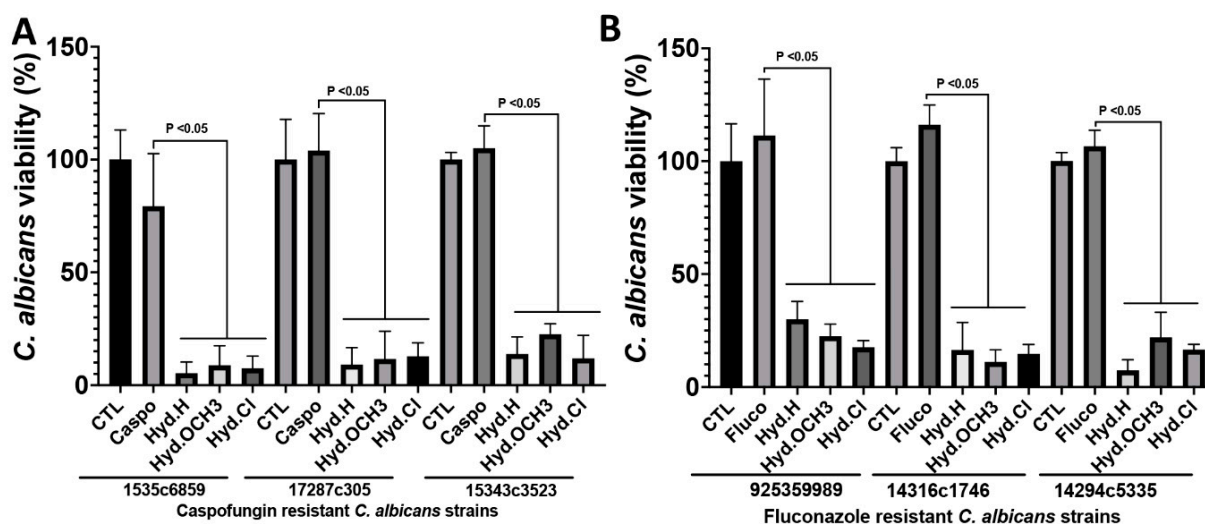 A
C. albicans viability (%)
150
100
50
0
P <0.05
P <0.05
P <0.05
CTL
Caspo
Hyd.H
Hyd.OCH3
Hyd.Cl
CTL
Caspo
Hyd.H
Hyd.OCH3
Hyd.Cl
CTL
Caspo
Hyd.H
Hyd.OCH3
Hyd.Cl
1535c6859
17287c305
15343c3523
Caspofungin resistant C. albicans strains
B
C. albicans viability (%)
150
100
50
0
P <0.05
P <0.05
P <0.05
CTL
Fluco
Hyd.H
Hyd.OCH3
Hyd.Cl
CTL
Fluco
Hyd.H
Hyd.OCH3
Hyd.Cl
CTL
Fluco
Hyd.H
Hyd.OCH3
Hyd.Cl
925359989
14316c1746
14294c5335
Fluconazole resistant C. albicans strains